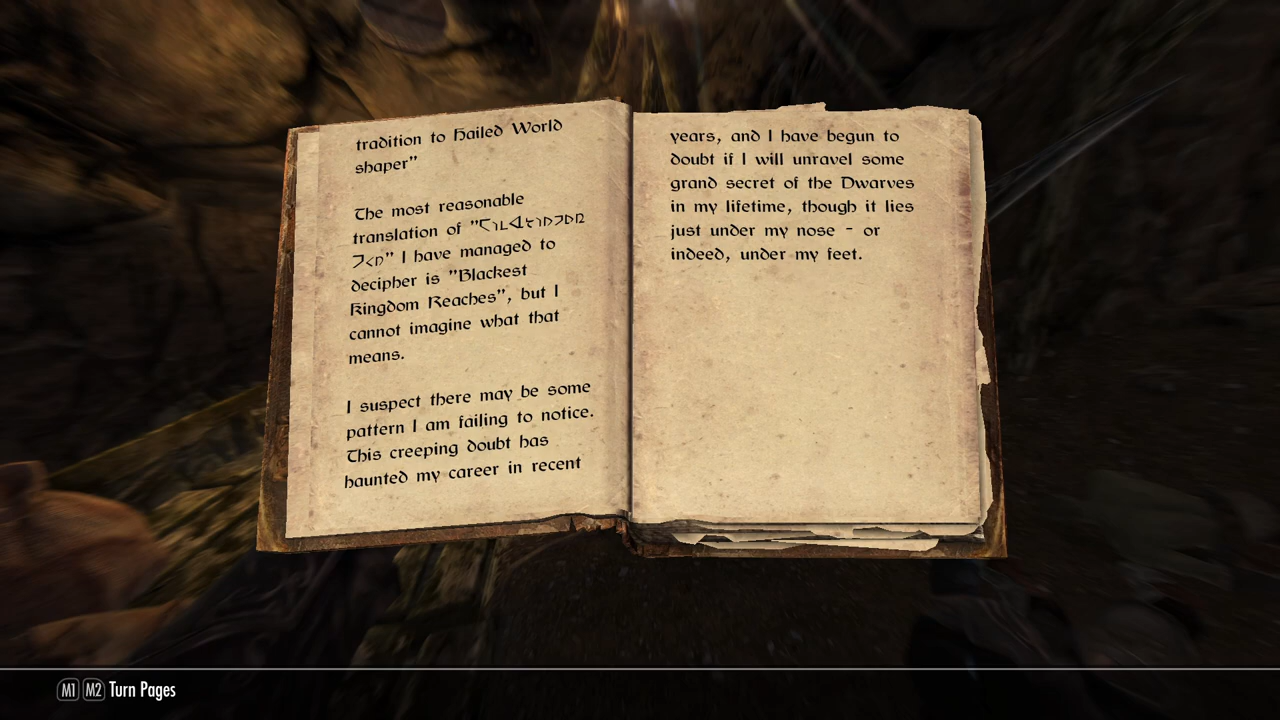 tradition to Hailed World
shaper"
The most reasonable
translation of "
" I have managed to
decipher is "Blackest
Kingdom Reaches", but I
cannot imagine what that
means.
I suspect there may be some
pattern I am failing to notice.
This creeping doubt has
haunted my career in recent
years, and I have begun to
doubt if I will unravel some
grand secret of the Dwarves
in my lifetime, though it lies
just under my nose - or
indeed, under my feet.
M1 M2 Turn Pages